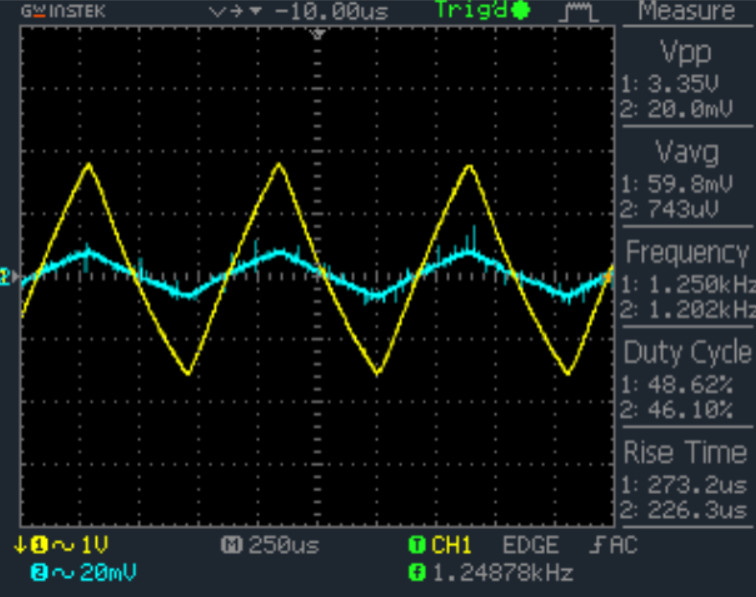 GWINSTEK -10.00us Trig'd Measure
Vpp
1: 3.35V
2: 20.0mV
Vavg
1: 59.8mV
2: 743uV
Frequency
1: 1.250kHz
2: 1.202kHz
Duty Cycle
1: 48.62%
2: 46.10%
Rise Time
1: 273.2us
2: 226.3us
2
1 1V M 250us T CH1 EDGE AC
2 20mV f 1.24878kHz